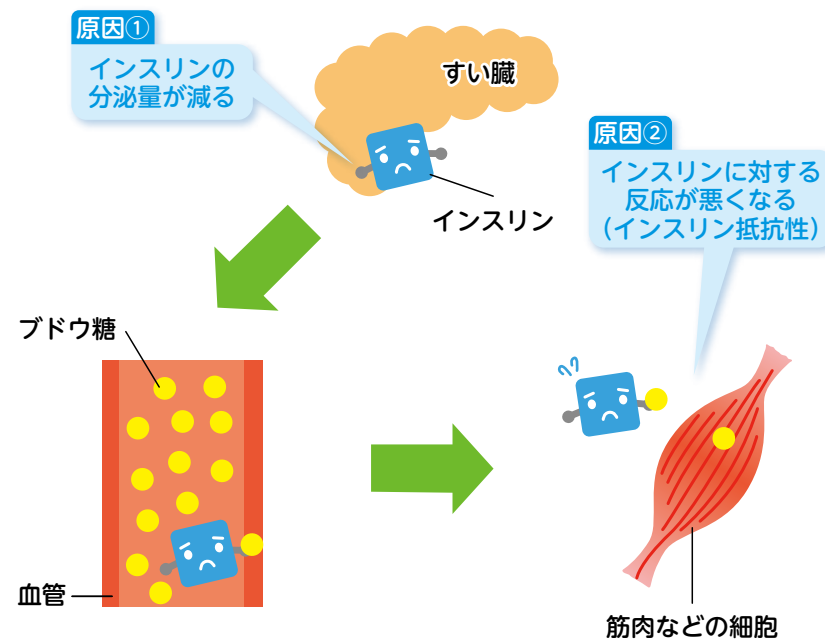 原因①
インスリンの
分泌量が減る
すい臓
インスリン
原因②
インスリンに対する
反応が悪くなる
（インスリン抵抗性）
ブドウ糖
血管
筋肉などの細胞